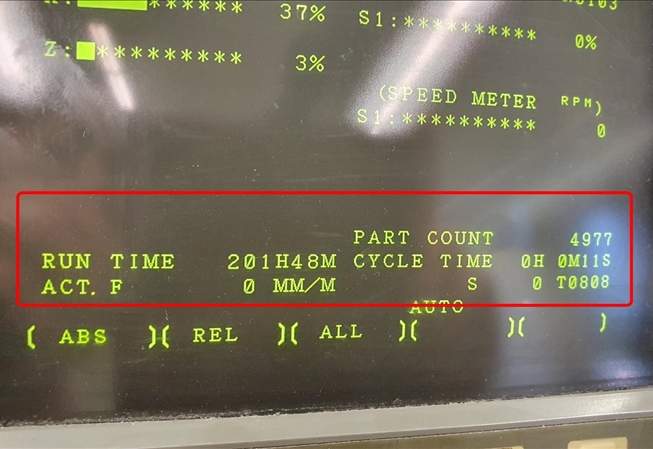 37% S1:********** 0%
Z:■********* 3%
(SPEED METER RPM)
S1:********** 0
PART COUNT 4977
RUN TIME 201H48M CYCLE TIME 0H 0M11S
ACT. F 0 MM/M S 0 T0808
AUTO
( ABS )( REL )( ALL )( )( )